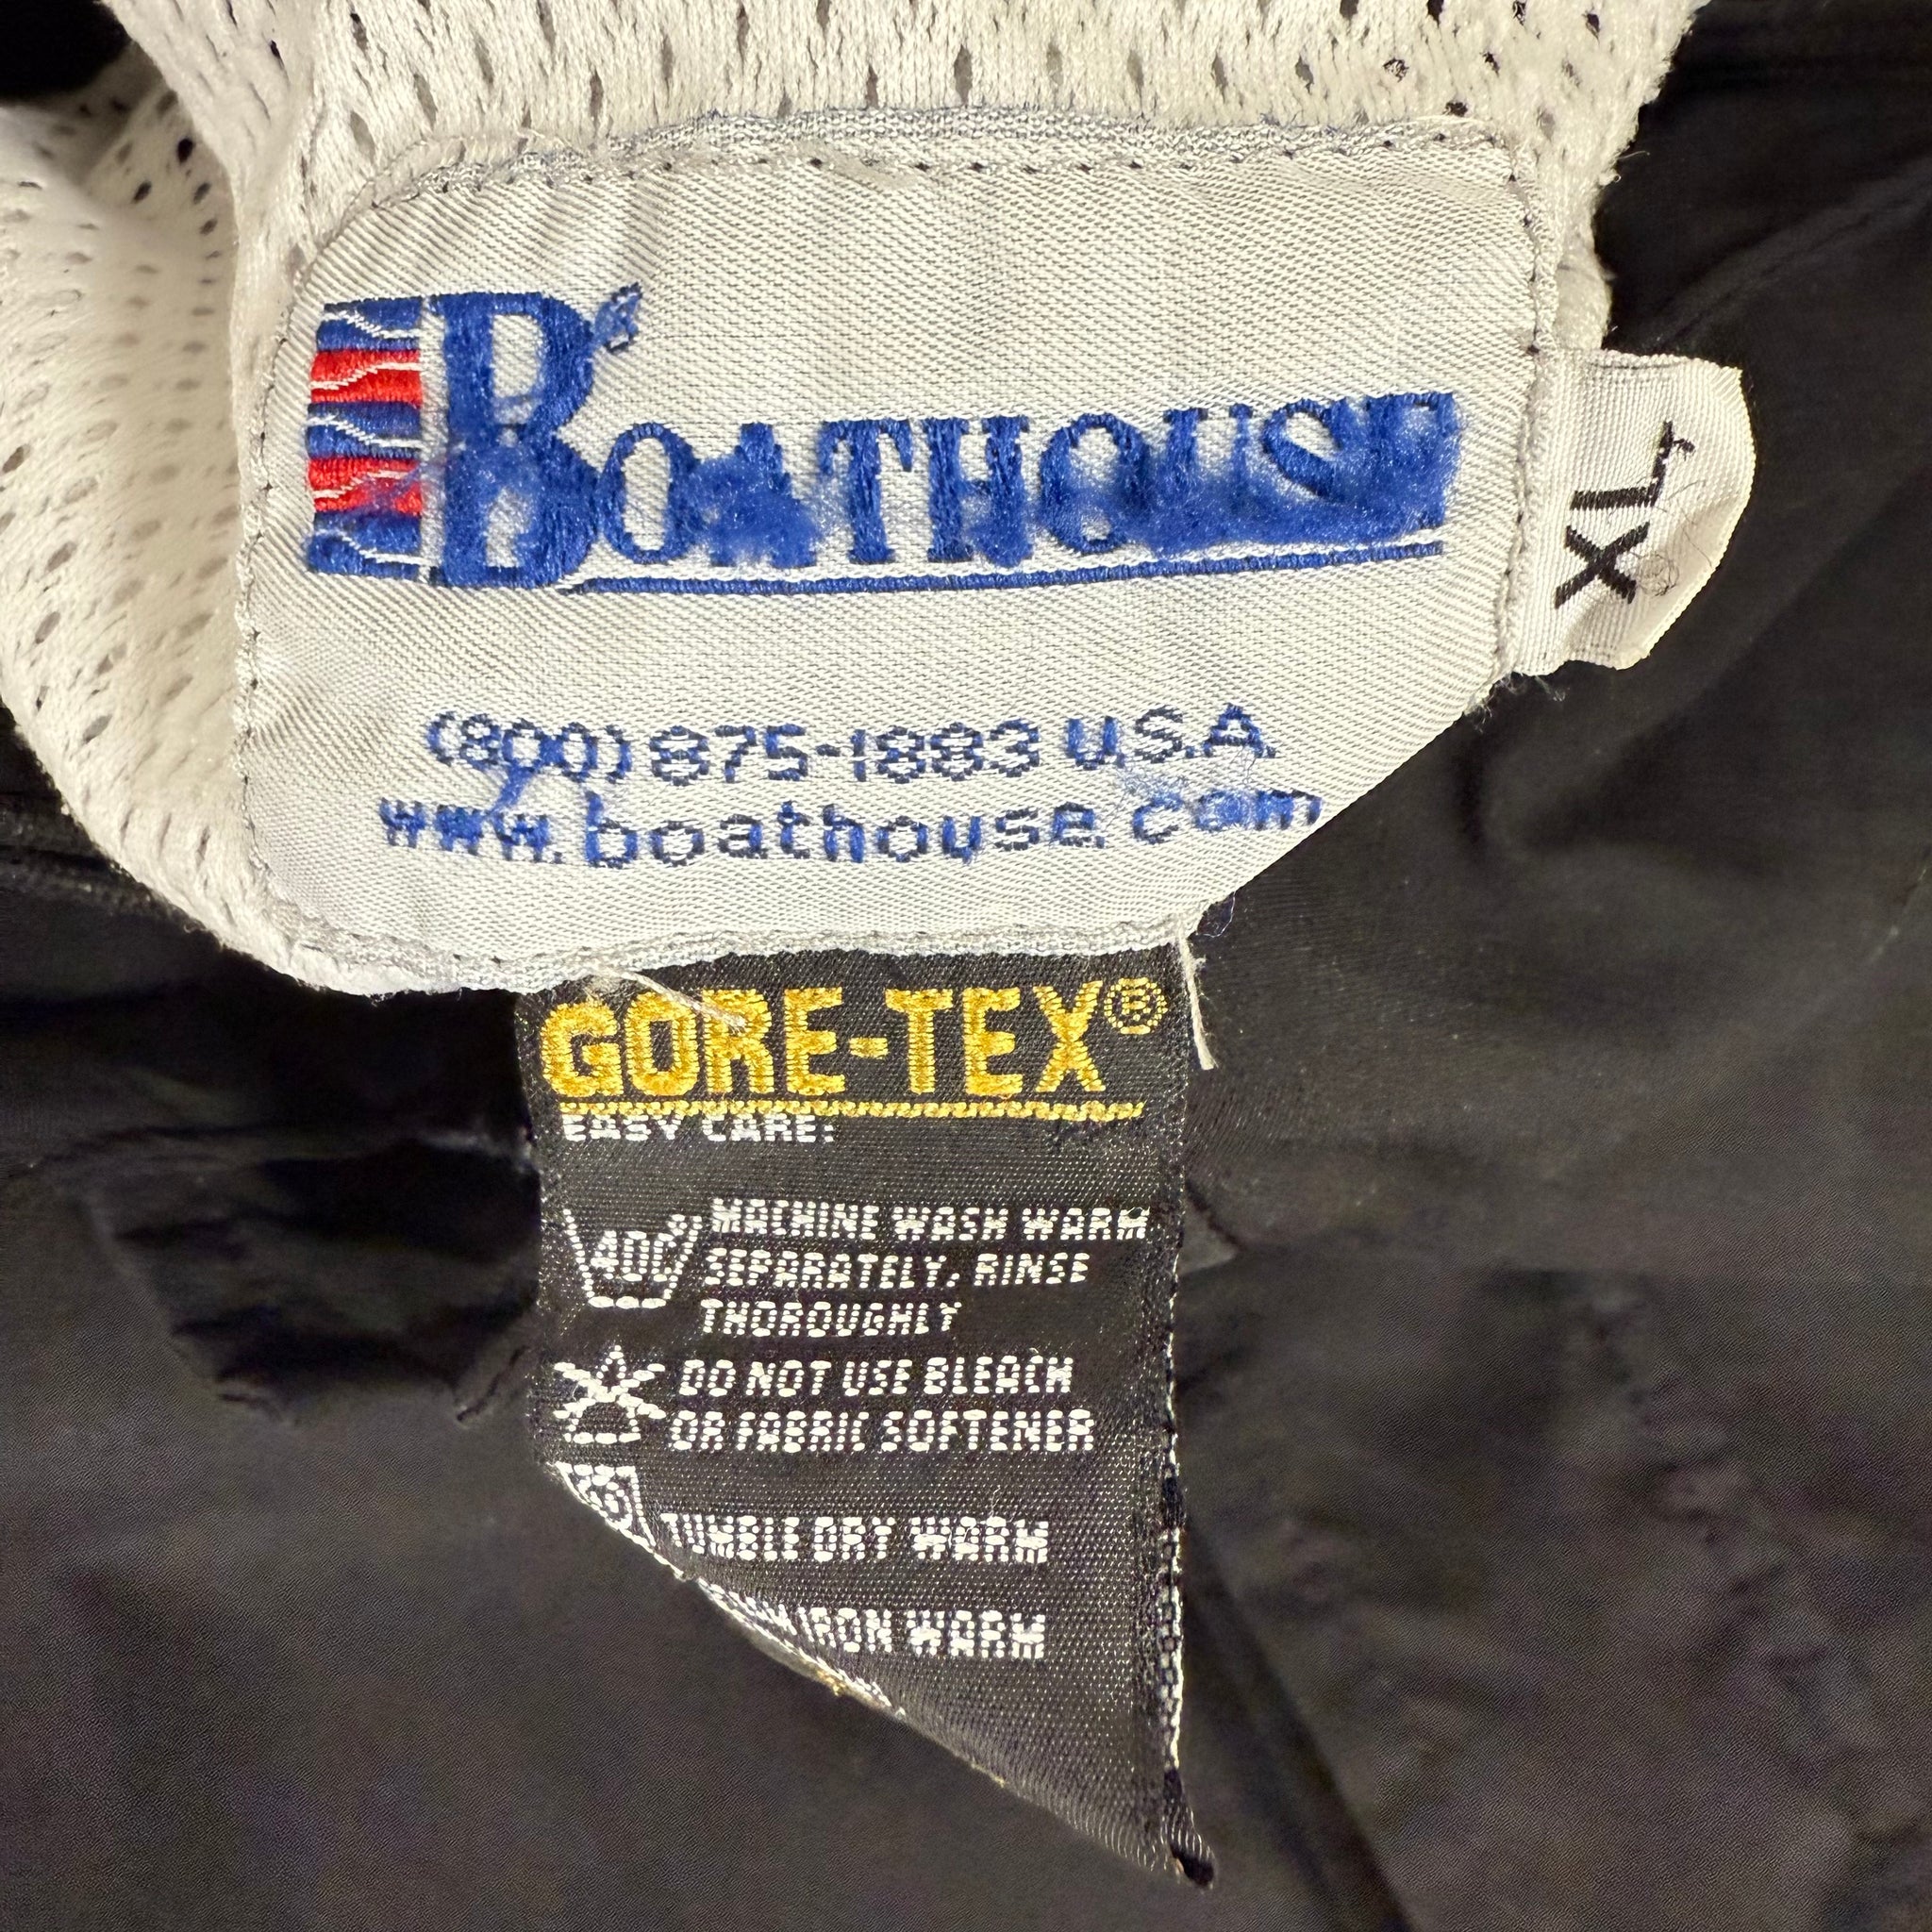 BOATHOUSE
XL
(800) 875-1883 U.S.A.
www.boathouse.com
GORE-TEX®
EASY CARE:
40C° MACHINE WASH WARM
SEPARATELY, RINSE
THOROUGHLY
DO NOT USE BLEACH
OR FABRIC SOFTENER
TUMBLE DRY WARM
IRON WARM